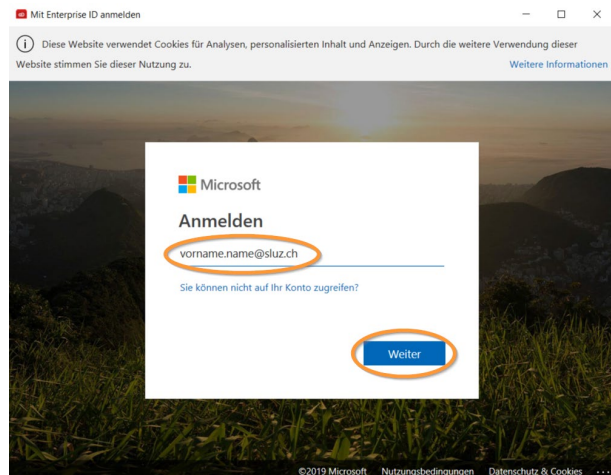 Mit Enterprise ID anmelden
Diese Website verwendet Cookies für Analysen, personalisierten Inhalt und Anzeigen. Durch die weitere Verwendung dieser
Website stimmen Sie dieser Nutzung zu. Weitere Informationen
Microsoft
Anmelden
vorname.name@sluz.ch
Sie können nicht auf Ihr Konto zugreifen?
Weiter
©2019 Microsoft Nutzungsbedingungen Datenschutz & Cookies ...